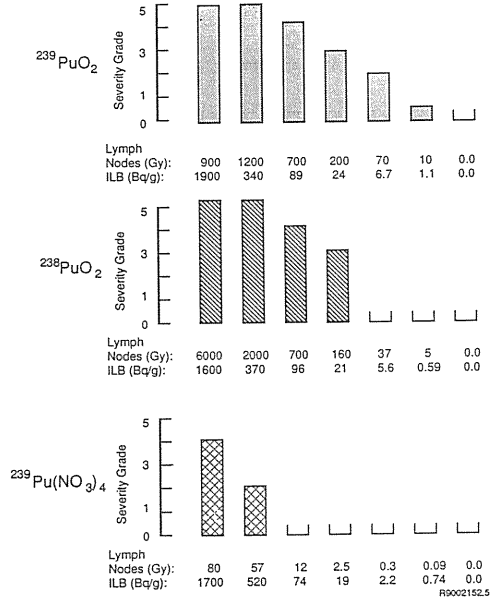 239PuO2
Severity Grade
5
3
1
0
Lymph
Nodes (Gy): 900 1200 700 200 70 10 0.0
ILB (Bq/g): 1900 340 89 24 6.7 1.1 0.0
238PuO2
Severity Grade
5
3
1
0
Lymph
Nodes (Gy): 6000 2000 700 160 37 5 0.0
ILB (Bq/g): 1600 370 96 21 5.6 0.59 0.0
239Pu(NO3)4
Severity Grade
5
3
1
0
Lymph
Nodes (Gy): 80 57 12 2.5 0.3 0.09 0.0
ILB (Bq/g): 1700 520 74 19 2.2 0.74 0.0
R9002152.5